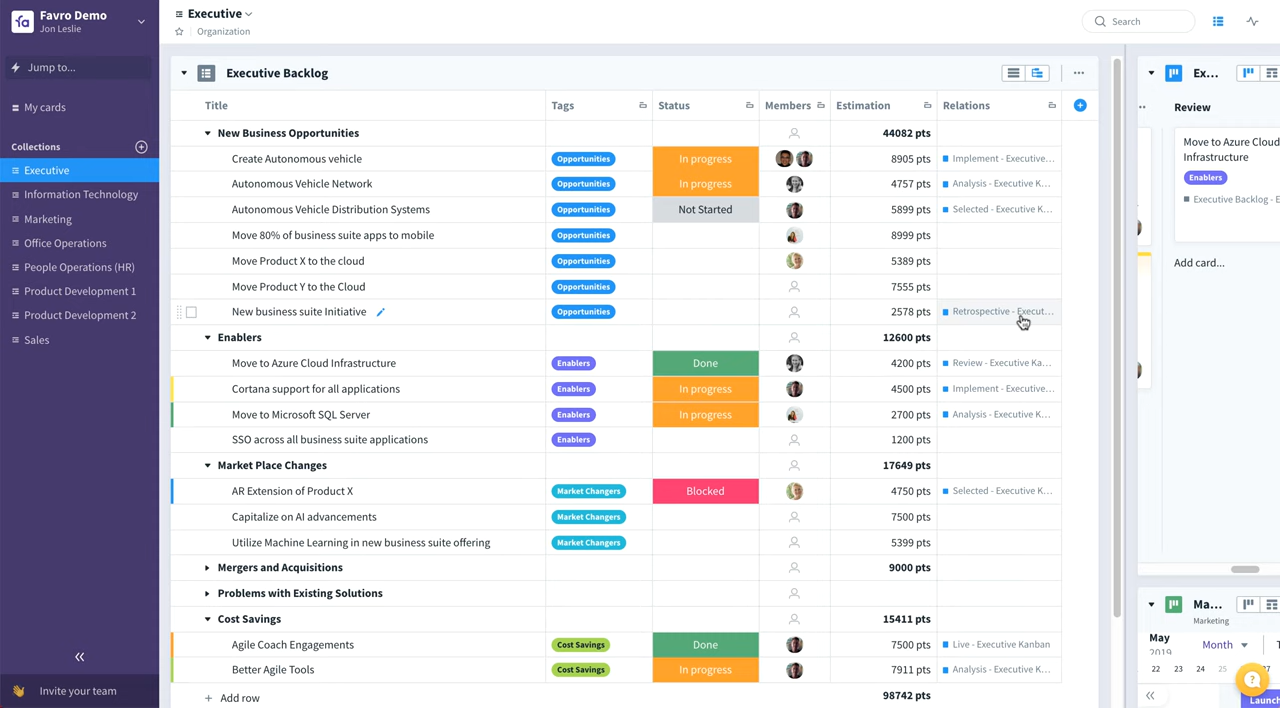 Favro Demo
Jon Leslie
Jump to...
My cards
Collections
Executive
Information Technology
Marketing
Office Operations
People Operations (HR)
Product Development 1
Product Development 2
Sales
Invite your team
Executive
Organization
Search
Executive Backlog
Title Tags Status Members Estimation Relations
New Business Opportunities 44082 pts
Create Autonomous vehicle Opportunities In progress 8905 pts Implement - Executive...
Autonomous Vehicle Network Opportunities In progress 4757 pts Analysis - Executive K...
Autonomous Vehicle Distribution Systems Opportunities Not Started 5899 pts Selected - Executive K...
Move 80% of business suite apps to mobile Opportunities 8999 pts
Move Product X to the cloud Opportunities 5389 pts
Move Product Y to the Cloud Opportunities 7555 pts
New business suite Initiative Opportunities 2578 pts Retrospective - Execut...
Enablers 12600 pts
Move to Azure Cloud Infrastructure Enablers Done 4200 pts Review - Executive Ka...
Cortana support for all applications Enablers In progress 4500 pts Implement - Executive...
Move to Microsoft SQL Server Enablers In progress 2700 pts Analysis - Executive K...
SSO across all business suite applications Enablers 1200 pts
Market Place Changes 17649 pts
AR Extension of Product X Market Changers Blocked 4750 pts Selected - Executive K...
Capitalize on AI advancements Market Changers 7500 pts
Utilize Machine Learning in new business suite offering Market Changers 5399 pts
Mergers and Acquisitions 9000 pts
Problems with Existing Solutions
Cost Savings 15411 pts
Agile Coach Engagements Cost Savings Done 7500 pts Live - Executive Kanban
Better Agile Tools Cost Savings In progress 7911 pts Analysis - Executive K...
Add row 98742 pts
Ex...
Review
Move to Azure Cloud
Infrastructure
Enablers
Executive Backlog - E
Add card...
Ma...
Marketing
May
2019
Month
22 23 24 25 27
Launch